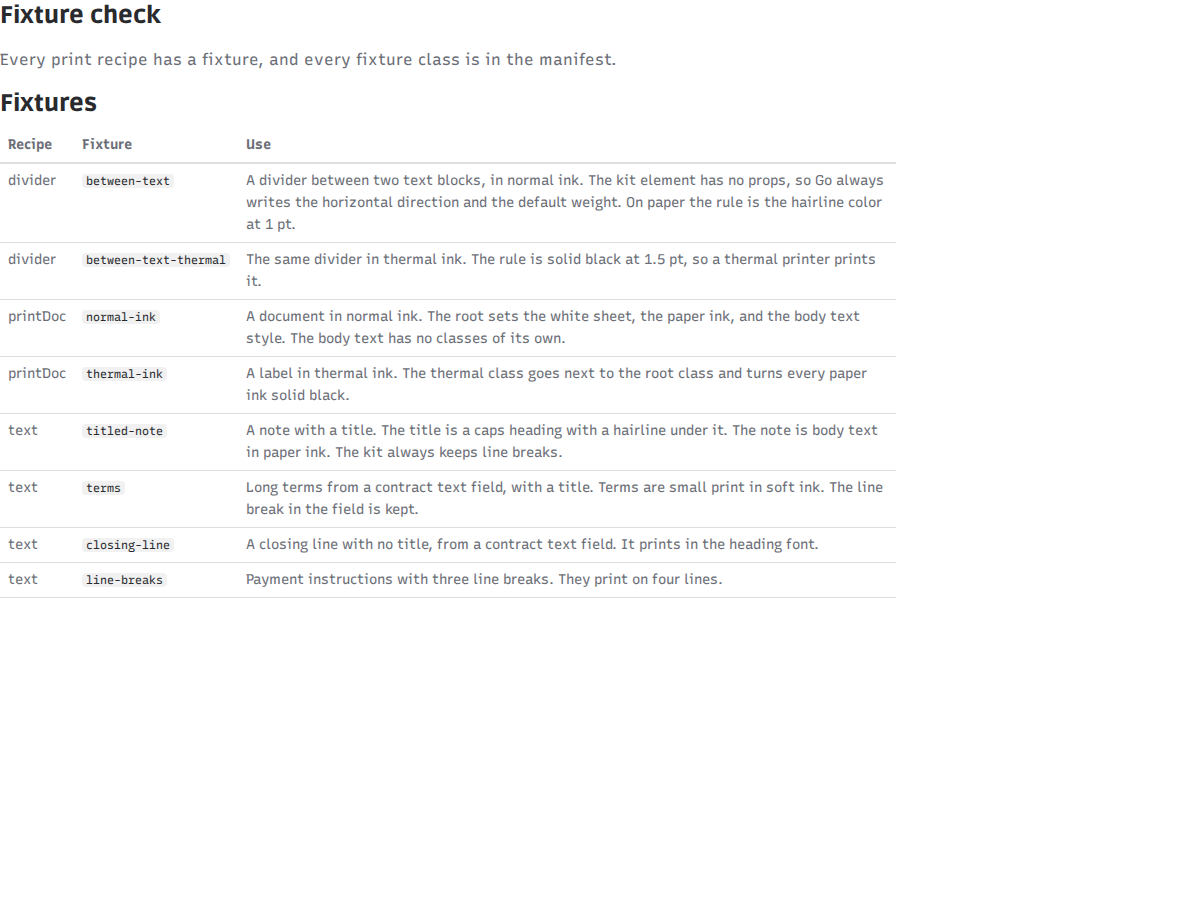 Fixture check
Every print recipe has a fixture, and every fixture class is in the manifest.
Fixtures
Recipe Fixture Use
divider between-text A divider between two text blocks, in normal ink. The kit element has no props, so Go always
writes the horizontal direction and the default weight. On paper the rule is the hairline color
at 1 pt.
divider between-text-thermal The same divider in thermal ink. The rule is solid black at 1.5 pt, so a thermal printer prints
it.
printDoc normal-ink A document in normal ink. The root sets the white sheet, the paper ink, and the body text
style. The body text has no classes of its own.
printDoc thermal-ink A label in thermal ink. The thermal class goes next to the root class and turns every paper
ink solid black.
text titled-note A note with a title. The title is a caps heading with a hairline under it. The note is body text
in paper ink. The kit always keeps line breaks.
text terms Long terms from a contract text field, with a title. Terms are small print in soft ink. The line
break in the field is kept.
text closing-line A closing line with no title, from a contract text field. It prints in the heading font.
text line-breaks Payment instructions with three line breaks. They print on four lines.